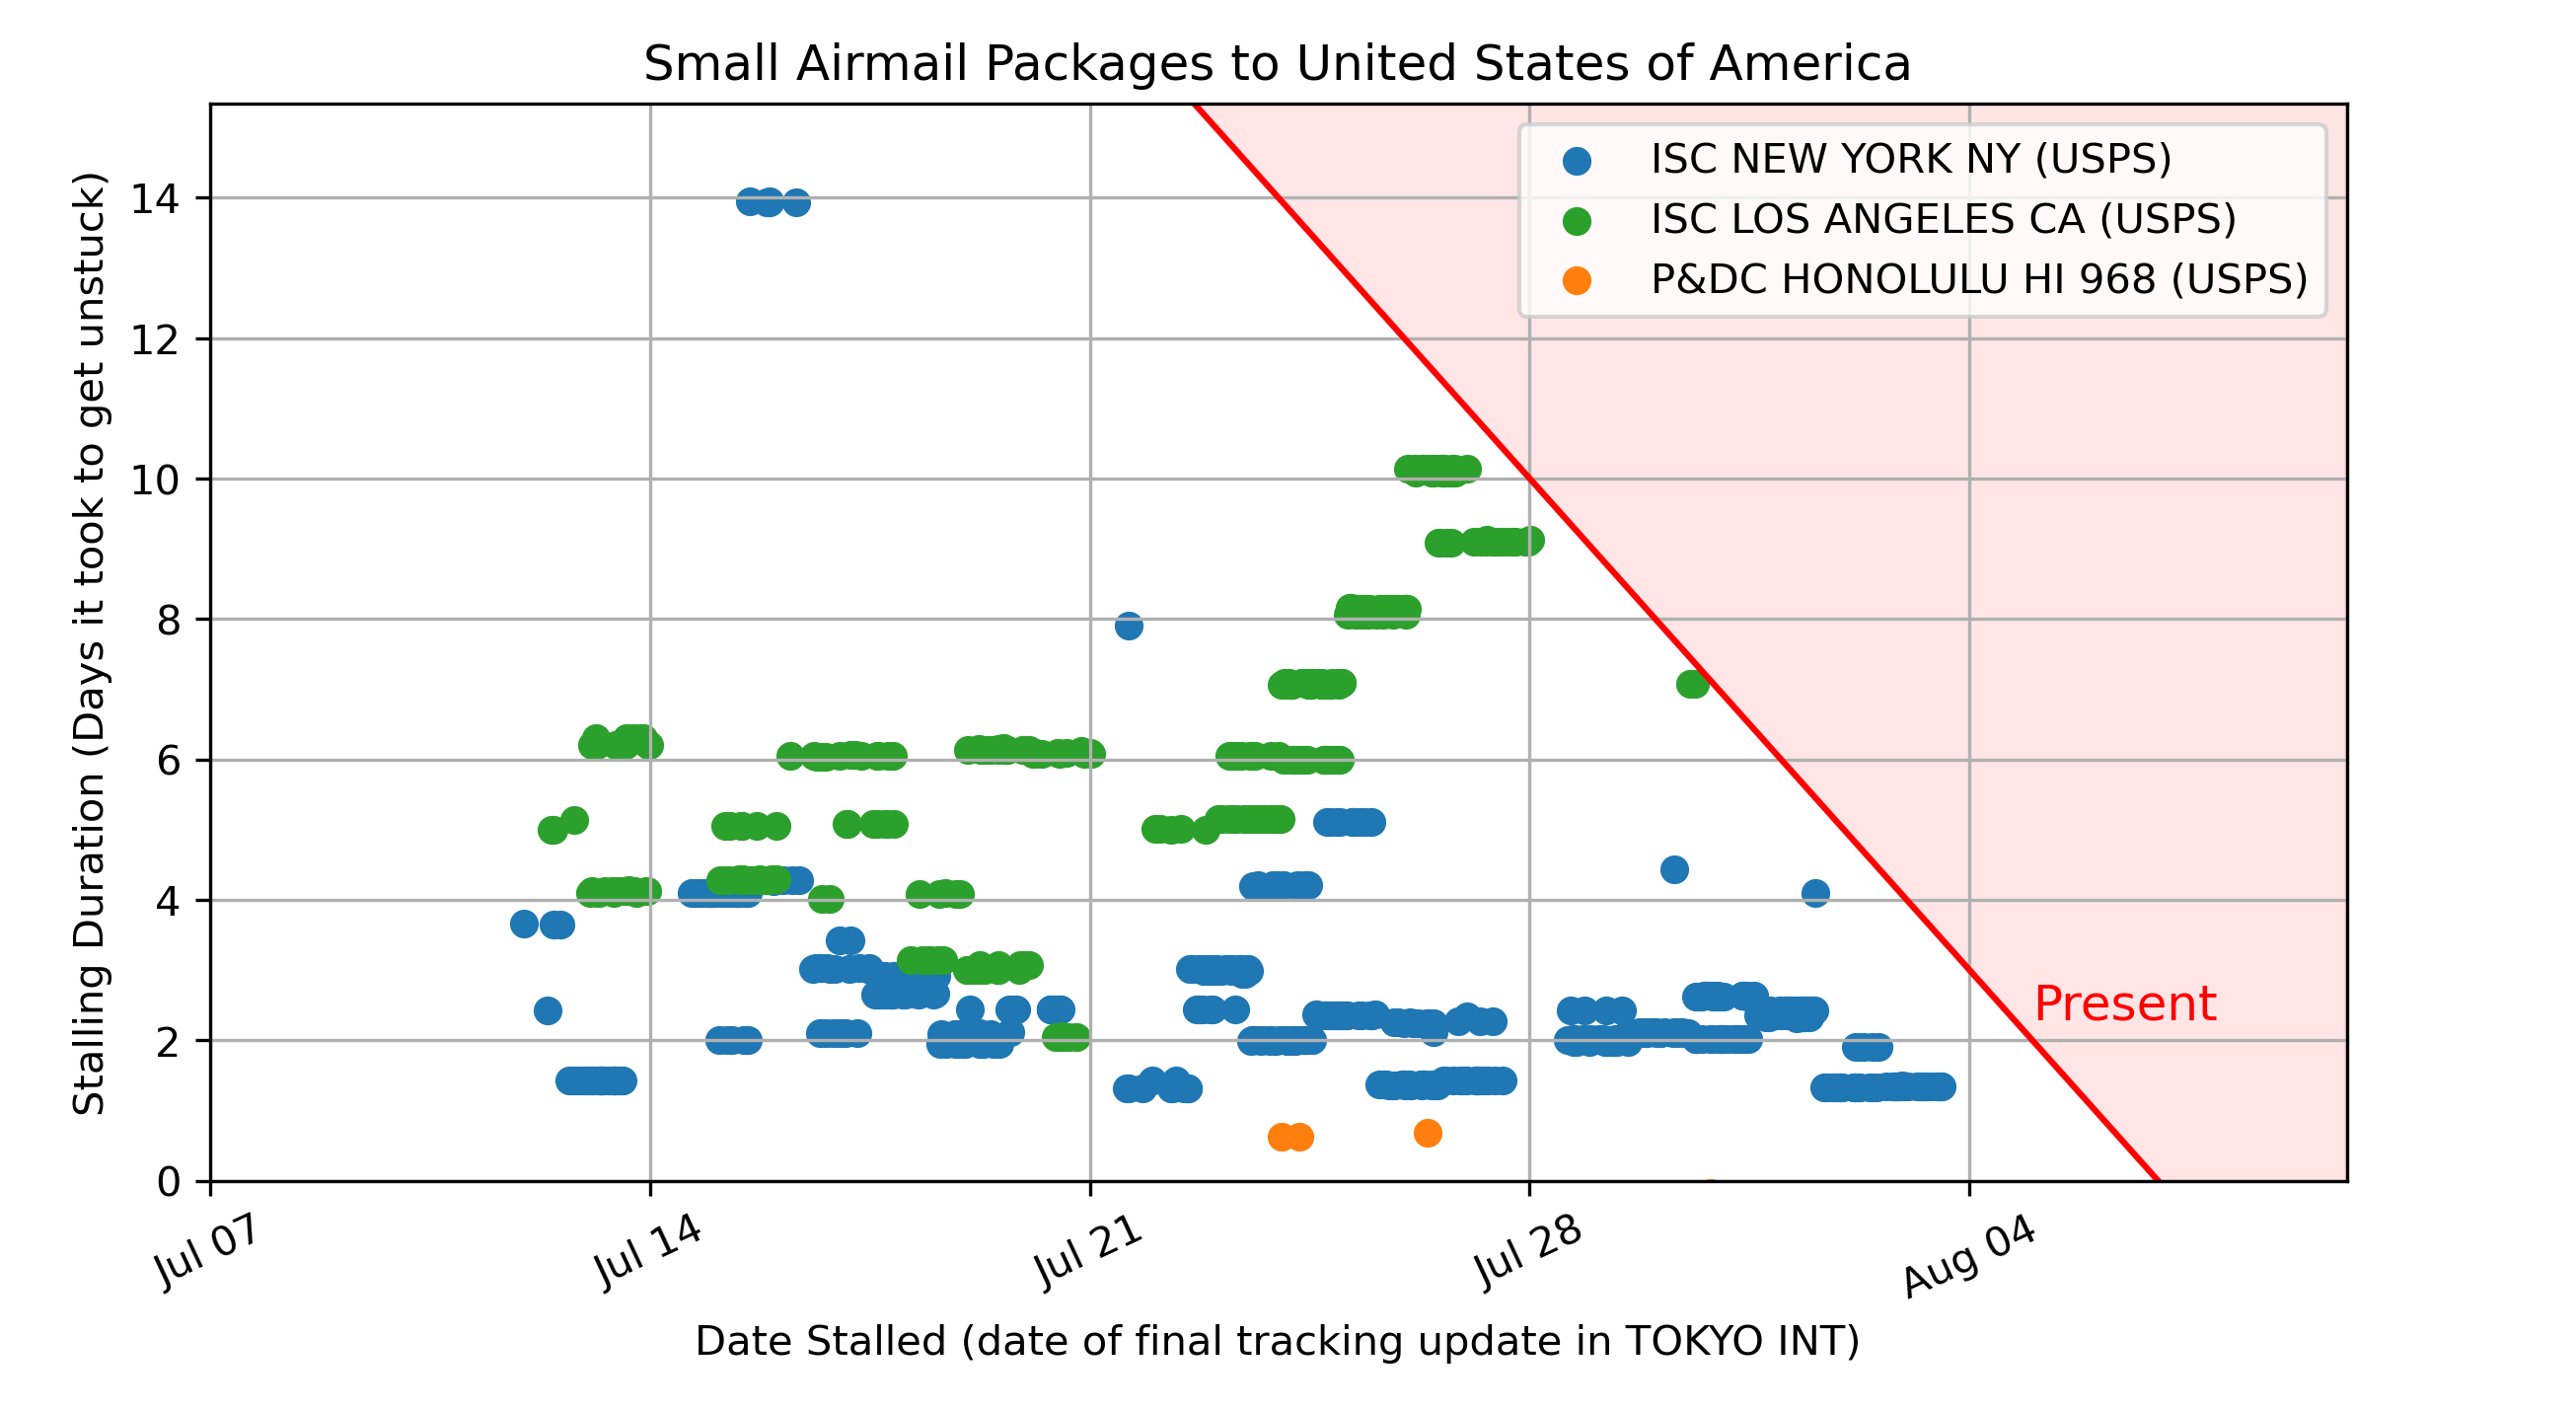 Small Airmail Packages to United States of America
ISC NEW YORK NY (USPS)
ISC LOS ANGELES CA (USPS)
P&DC HONOLULU HI 968 (USPS)
Stalling Duration (Days it took to get unstuck)
14
12
10
8
6
4
2
0
Present
Jul 07
Jul 14
Jul 21
Jul 28
Aug 04
Date Stalled (date of final tracking update in TOKYO INT)